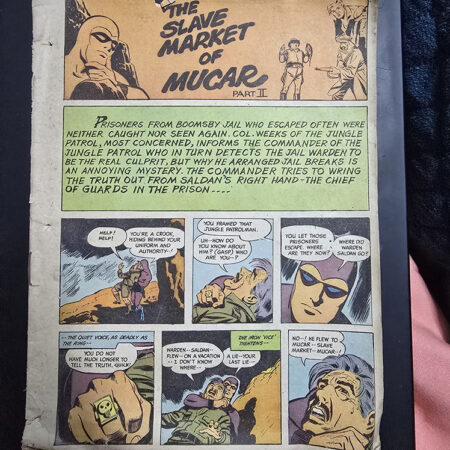 THE
SLAVE
MARKET
OF
MUCAR
PART II
PRISONERS FROM BOOMSBY JAIL WHO ESCAPED OFTEN WERE
NEITHER CAUGHT NOR SEEN AGAIN. COL. WEEKS OF THE JUNGLE
PATROL, MOST CONCERNED, INFORMS THE COMMANDER OF THE
JUNGLE PATROL WHO IN TURN DETECTS THE JAIL WARDEN TO
BE THE REAL CULPRIT, BUT WHY HE ARRANGED JAIL BREAKS IS
AN ANNOYING MYSTERY. THE COMMANDER TRIES TO WRING
THE TRUTH OUT FROM SALDAN'S RIGHT HAND--THE CHIEF
OF GUARDS IN THE PRISON----
HELP!
HELP!
YOU'RE A CROOK,
HIDING BEHIND YOUR
UNIFORM AND
AUTHORITY--!
YOU FRAMED THAT
JUNGLE PATROLMAN.
UH--HOW DO
YOU KNOW ABOUT
HIM? (GASP) WHO
ARE YOU--?
YOU LET THOSE
PRISONERS
ESCAPE. WHERE
ARE THEY NOW?
WHERE DID
WARDEN
SALDAN GO?
--THE QUIET VOICE, AS DEADLY AS
THE RING--
YOU DO NOT
HAVE MUCH LONGER TO
TELL THE TRUTH, QUICK!
THE IRON 'VICE'
TIGHTENS--
WARDEN--SALDAN--
FLEW--ON A VACATION
--I DON'T KNOW
WHERE--
A LIE--YOUR
LAST LIE--
NO--! HE FLEW TO
MUCAR--SLAVE
MARKET--MUCAR--!